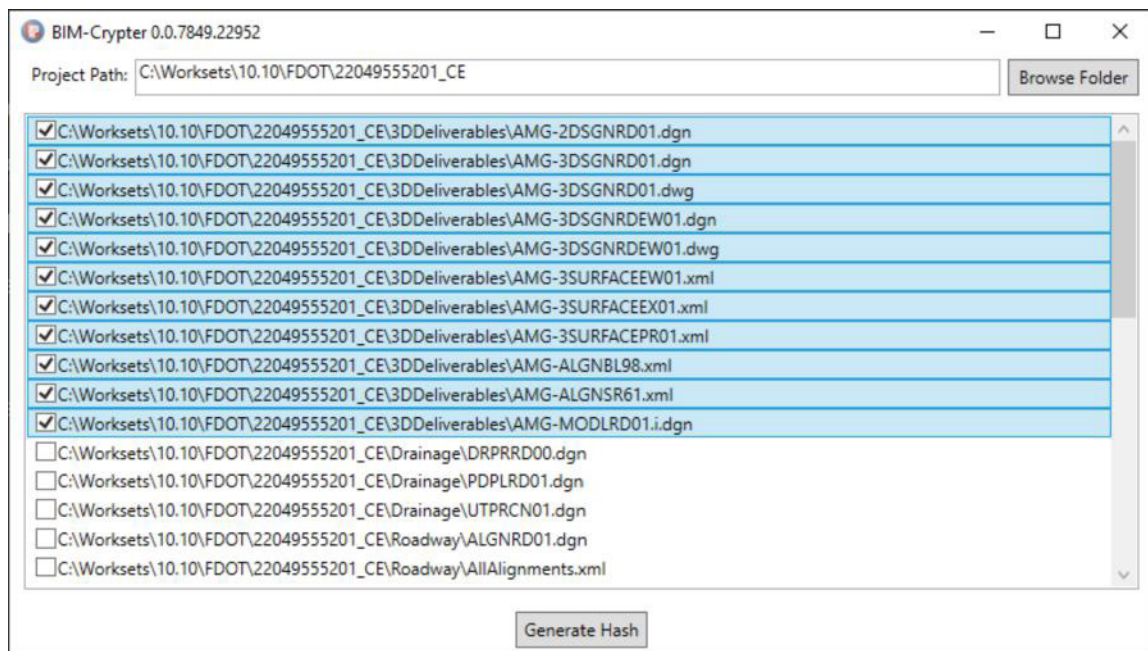 BIM-Crypter 0.0.7849.22952
Project Path: C:\Worksets\10.10\FDOT\22049555201_CE Browse Folder
C:\Worksets\10.10\FDOT\22049555201_CE\3DDeliverables\AMG-2DSGNRD01.dgn
C:\Worksets\10.10\FDOT\22049555201_CE\3DDeliverables\AMG-3DSGNRD01.dgn
C:\Worksets\10.10\FDOT\22049555201_CE\3DDeliverables\AMG-3DSGNRD01.dwg
C:\Worksets\10.10\FDOT\22049555201_CE\3DDeliverables\AMG-3DSGNRDEW01.dgn
C:\Worksets\10.10\FDOT\22049555201_CE\3DDeliverables\AMG-3DSGNRDEW01.dwg
C:\Worksets\10.10\FDOT\22049555201_CE\3DDeliverables\AMG-3SURFACEEW01.xml
C:\Worksets\10.10\FDOT\22049555201_CE\3DDeliverables\AMG-3SURFACEEX01.xml
C:\Worksets\10.10\FDOT\22049555201_CE\3DDeliverables\AMG-3SURFACEPR01.xml
C:\Worksets\10.10\FDOT\22049555201_CE\3DDeliverables\AMG-ALGNBL98.xml
C:\Worksets\10.10\FDOT\22049555201_CE\3DDeliverables\AMG-ALGNSR61.xml
C:\Worksets\10.10\FDOT\22049555201_CE\3DDeliverables\AMG-MODLRD01.i.dgn
C:\Worksets\10.10\FDOT\22049555201_CE\Drainage\DRPRRD00.dgn
C:\Worksets\10.10\FDOT\22049555201_CE\Drainage\PDPLRD01.dgn
C:\Worksets\10.10\FDOT\22049555201_CE\Drainage\UTPRCN01.dgn
C:\Worksets\10.10\FDOT\22049555201_CE\Roadway\ALGNRD01.dgn
C:\Worksets\10.10\FDOT\22049555201_CE\Roadway\AllAlignments.xml
Generate Hash